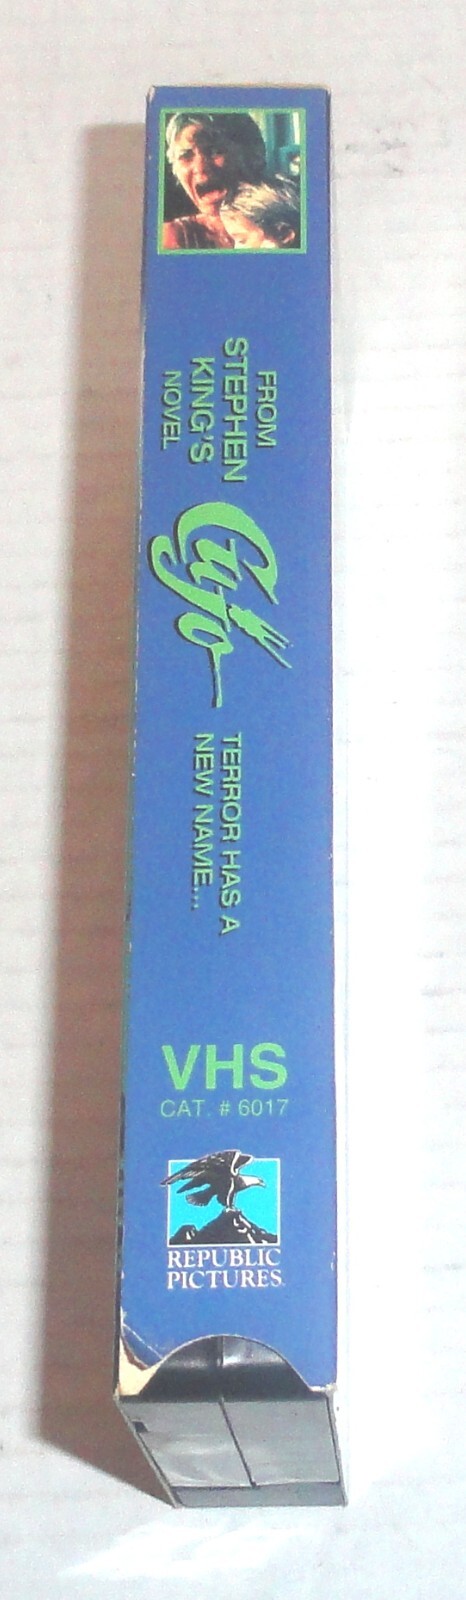 FROM
STEPHEN
KING'S
NOVEL
Cujo
TERROR HAS A
NEW NAME...
VHS
CAT. # 6017
REPUBLIC
PICTURES